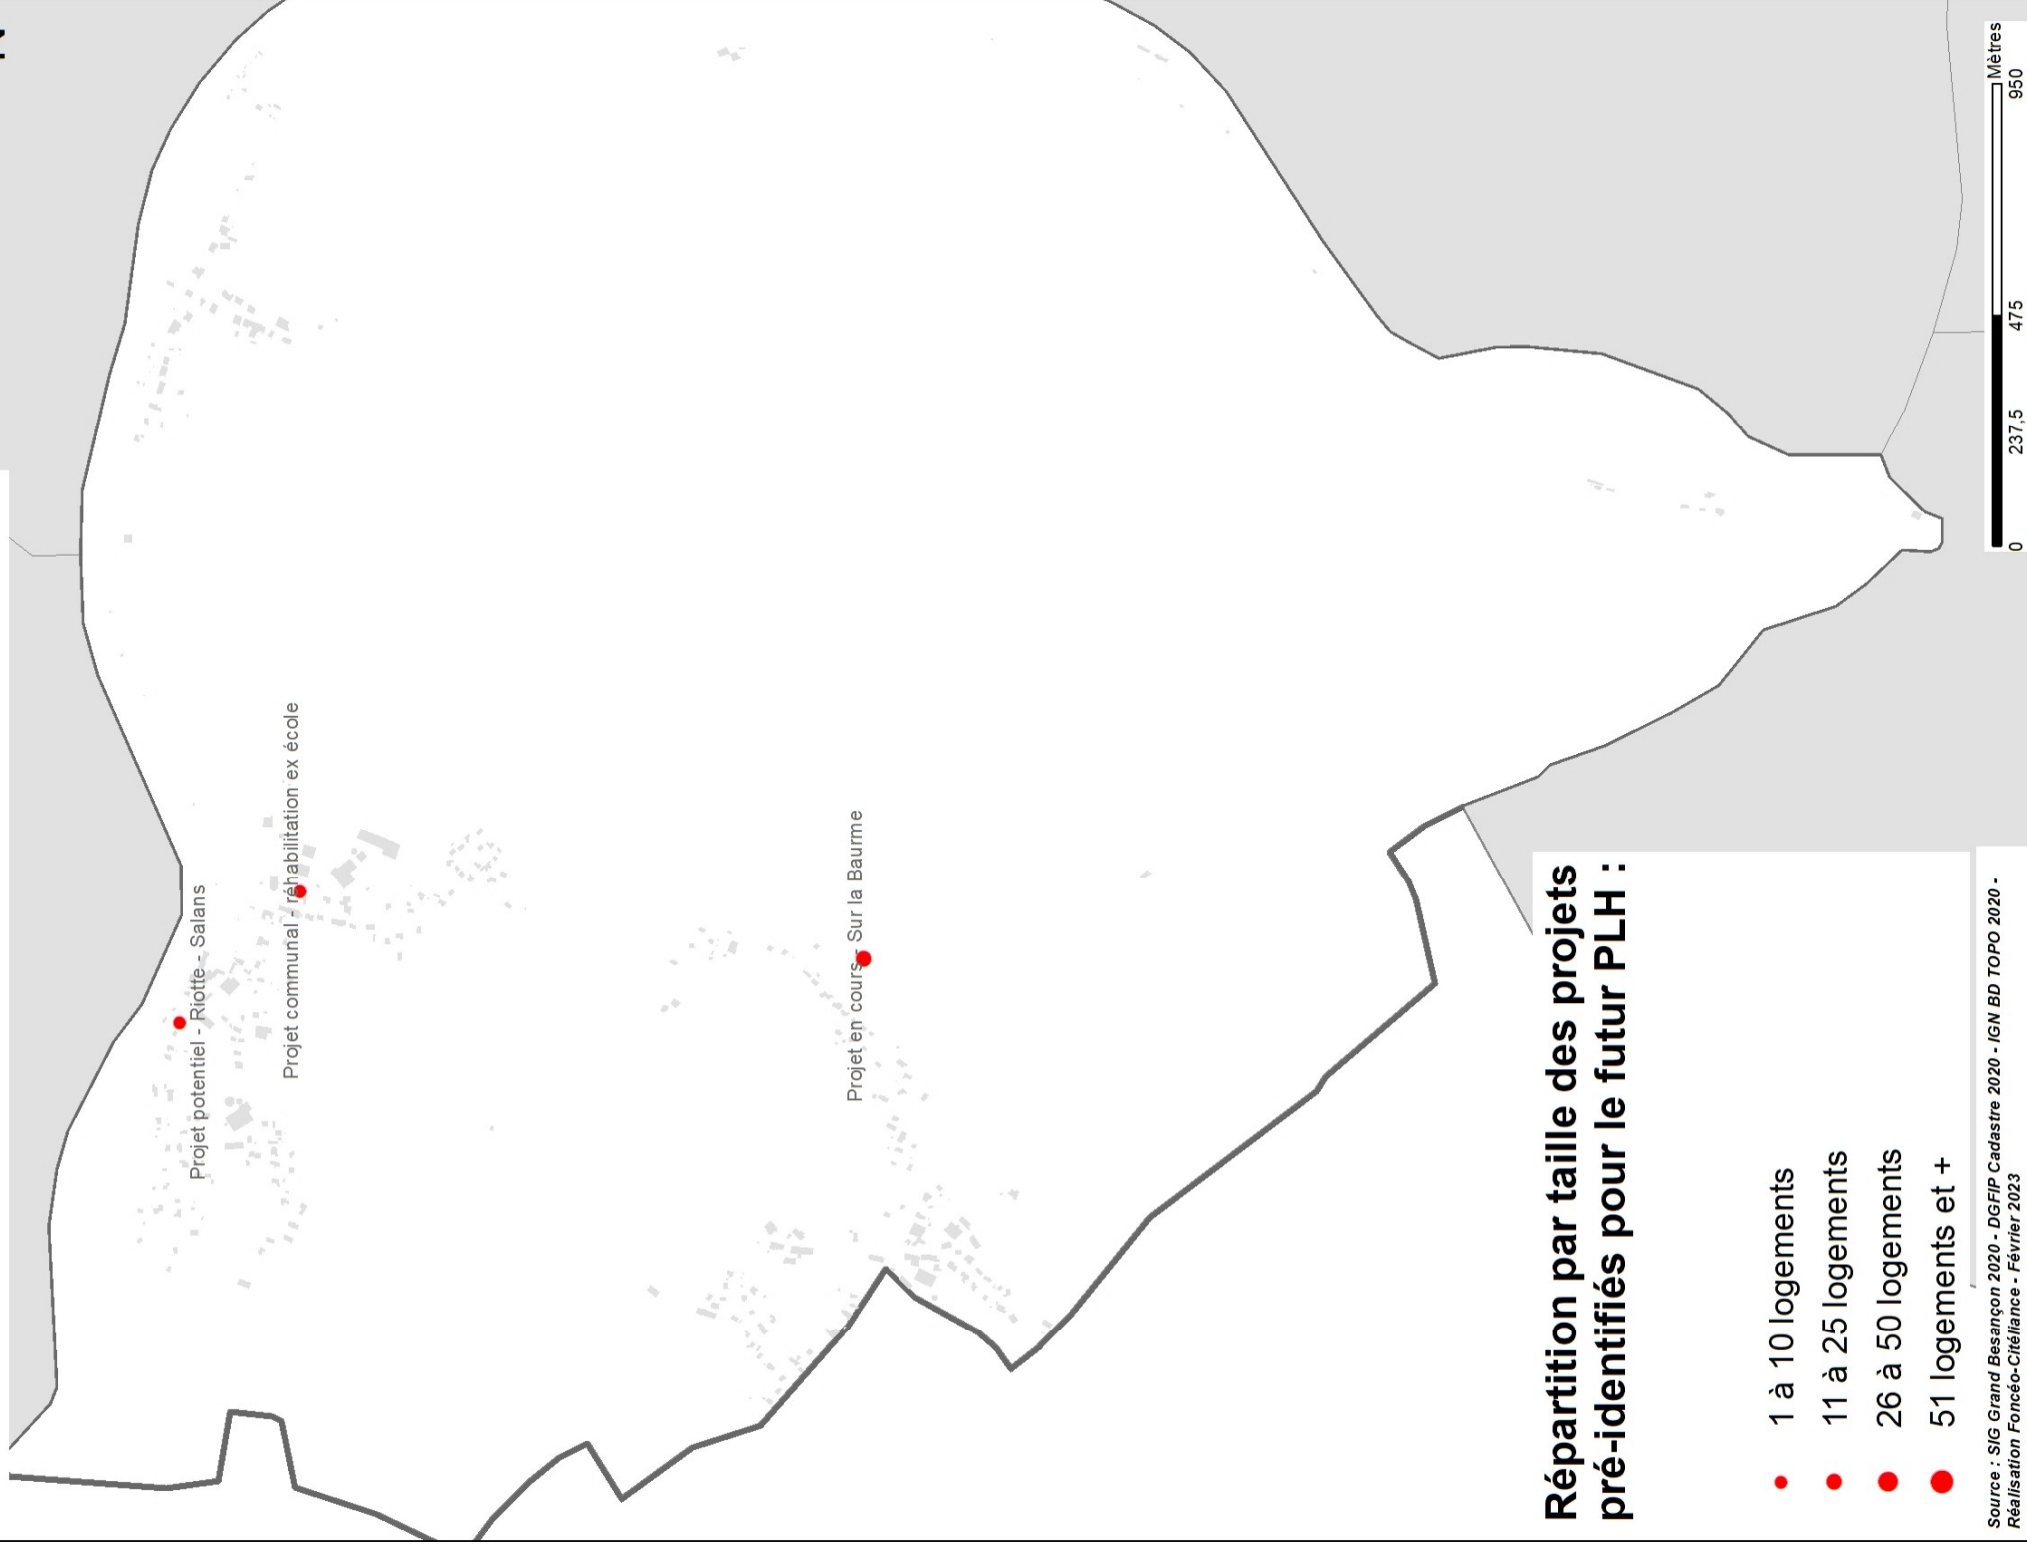 Projet potentiel - Riotte - Salans
Projet communal - réhabilitation ex école
Projet en cours - Sur la Baume
Répartition par taille des projets
pré-identifiés pour le futur PLH :
1 à 10 logements
11 à 25 logements
26 à 50 logements
51 logements et +
0 237,5 475 950
Mètres
Source : SIG Grand Besançon 2020 - DGFIP Cadastre 2020 - IGN BD TOPO 2020 -
Réalisation Foncéo-Citéliance - Février 2023